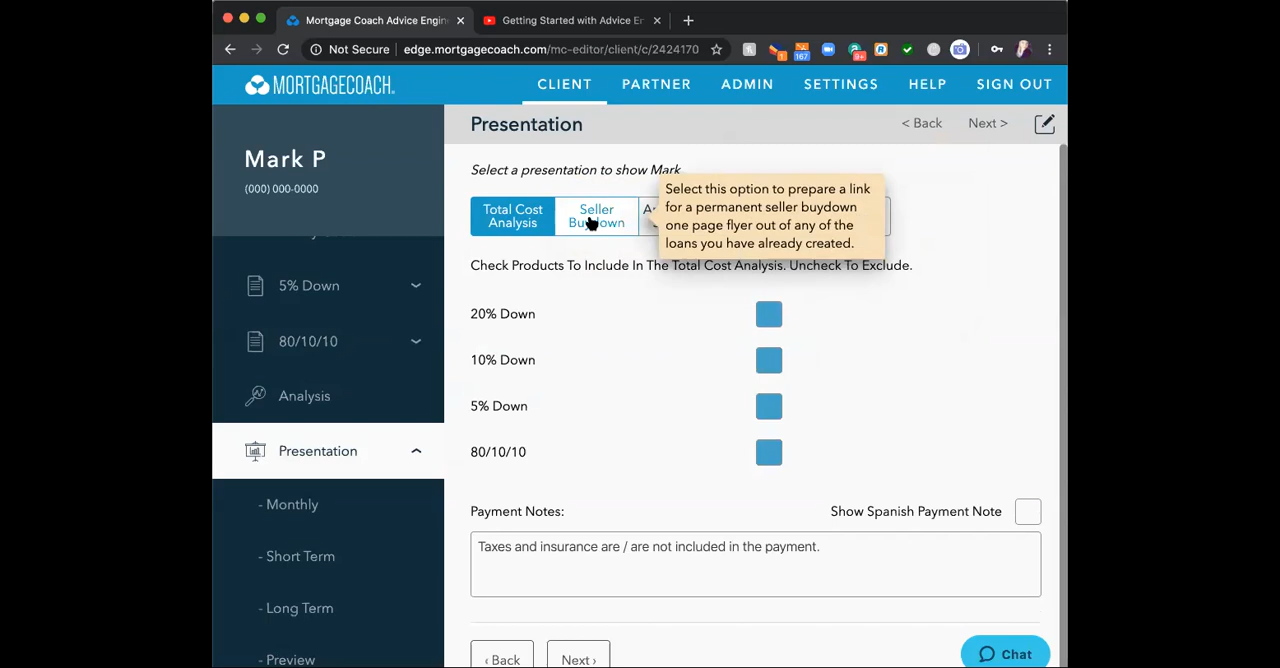 Mortgage Coach Advice Engin
Getting Started with Advice Er
Not Secure
edge.mortgagecoach.com/mc-editor/client/c/2424170
1
167
9+
MORTGAGECOACH
CLIENT
PARTNER
ADMIN
SETTINGS
HELP
SIGN OUT
Mark P
(000) 000-0000
Presentation
< Back
Next >
Select a presentation to show Mark
Total Cost
Analysis
Seller
Buydown
Select this option to prepare a link
for a permanent seller buydown
one page flyer out of any of the
loans you have already created.
Check Products To Include In The Total Cost Analysis. Uncheck To Exclude.
5% Down
80/10/10
Analysis
Presentation
- Monthly
- Short Term
- Long Term
- Preview
20% Down
10% Down
5% Down
80/10/10
Payment Notes:
Show Spanish Payment Note
Taxes and insurance are / are not included in the payment.
‹ Back
Next ›
Chat